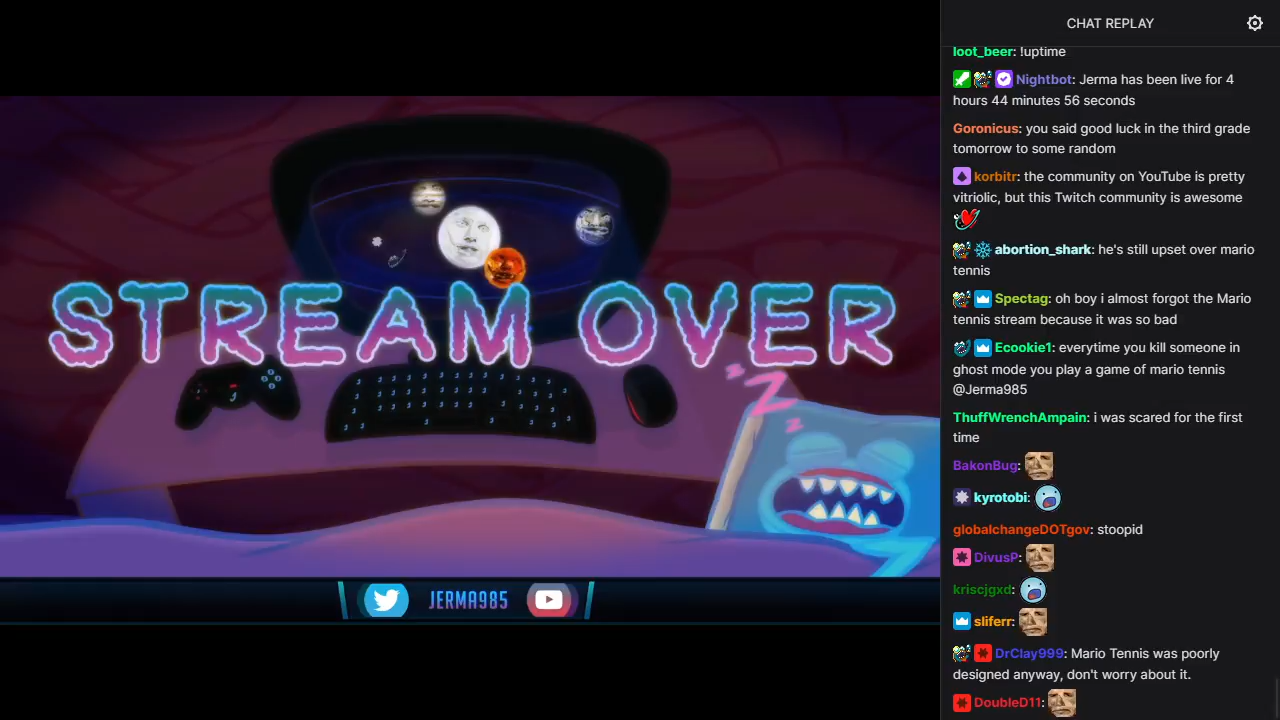 STREAM OVER
z
Z
z
JERMA985
CHAT REPLAY
loot_beer: !uptime
Nightbot: Jerma has been live for 4
hours 44 minutes 56 seconds
Goronicus: you said good luck in the third grade
tomorrow to some random
korbitr: the community on YouTube is pretty
vitriolic, but this Twitch community is awesome
abortion_shark: he's still upset over mario
tennis
Spectag: oh boy i almost forgot the Mario
tennis stream because it was so bad
Ecookie1: everytime you kill someone in
ghost mode you play a game of mario tennis
@Jerma985
ThuffWrenchAmpain: i was scared for the first
time
BakonBug:
kyrotobi:
globalchangeDOTgov: stoopid
DivusP:
kriscjgxd:
sliferr:
DrClay999: Mario Tennis was poorly
designed anyway, don't worry about it.
DoubleD11: